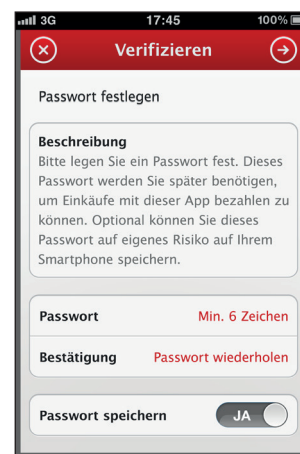 3G 17:45 100%
Verifizieren
Passwort festlegen
Beschreibung
Bitte legen Sie ein Passwort fest. Dieses
Passwort werden Sie später benötigen,
um Einkäufe mit dieser App bezahlen zu
können. Optional können Sie dieses
Passwort auf eigenes Risiko auf Ihrem
Smartphone speichern.
Passwort Min. 6 Zeichen
Bestätigung Passwort wiederholen
Passwort speichern JA